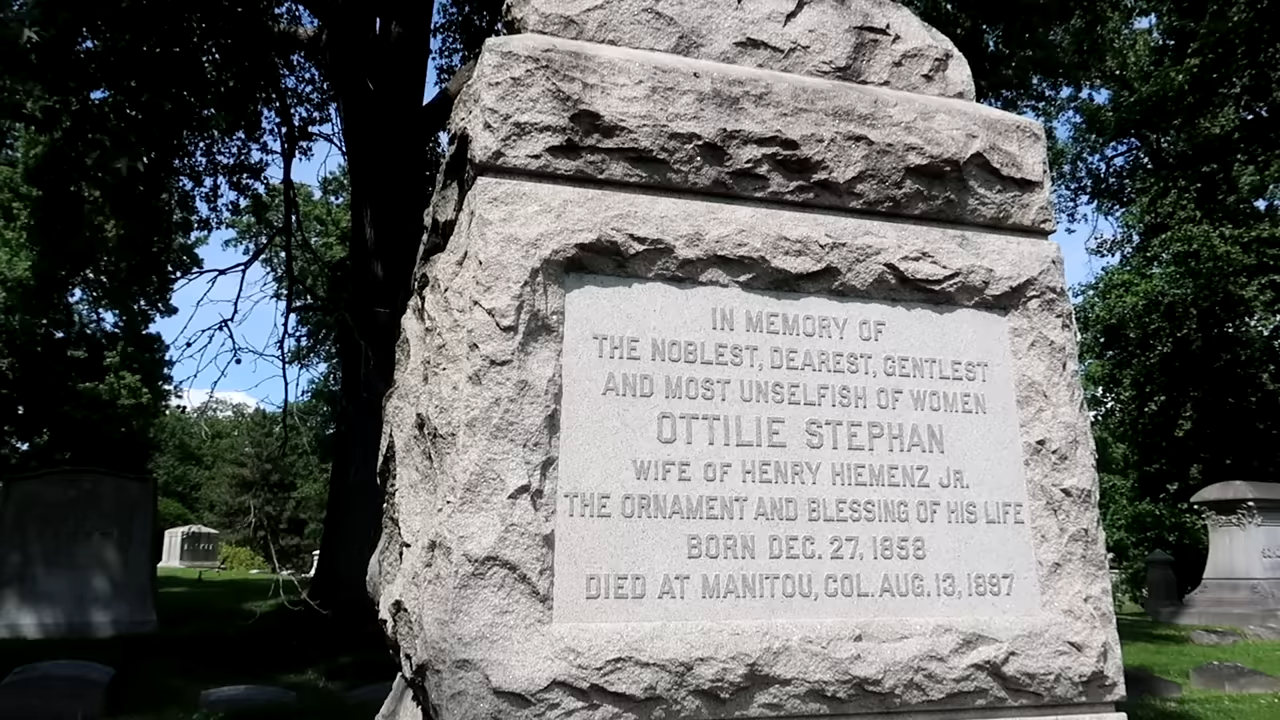 IN MEMORY OF
THE NOBLEST, DEAREST, GENTLEST
AND MOST UNSELFISH OF WOMEN
OTTILIE STEPHAN
WIFE OF HENRY HIEMENZ JR.
THE ORNAMENT AND BLESSING OF HIS LIFE
BORN DEC. 27, 1858
DIED AT MANITOU, COL. AUG. 13, 1897